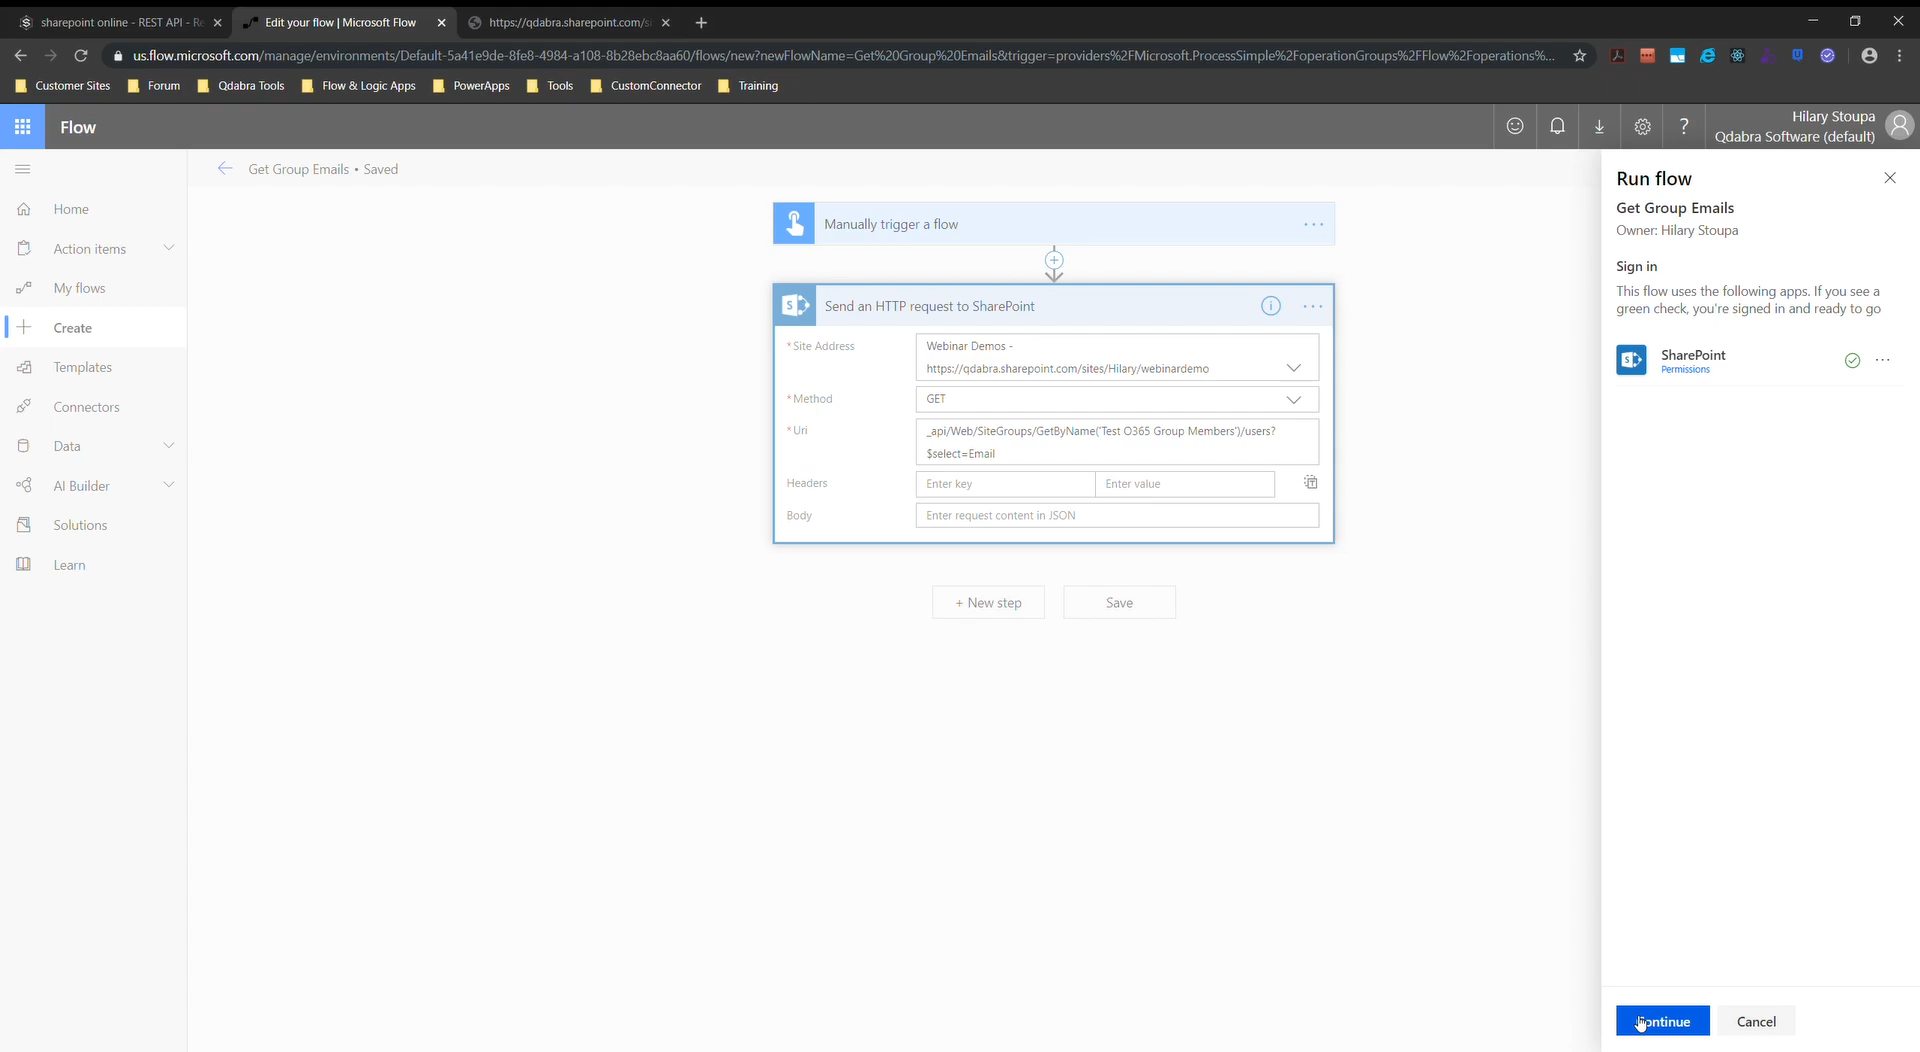 sharepoint online - REST API - Re
Edit your flow | Microsoft Flow
https://qdabra.sharepoint.com/si
us.flow.microsoft.com/manage/environments/Default-5a41e9de-8fe8-4984-a108-8b28ebc8aa60/flows/new?newFlowName=Get%20Group%20Emails&trigger=providers%2FMicrosoft.ProcessSimple%2FoperationGroups%2FFlow%2Foperations%...
Customer Sites
Forum
Qdabra Tools
Flow & Logic Apps
PowerApps
Tools
CustomConnector
Training
Flow
?
Hilary Stoupa
Qdabra Software (default)
Get Group Emails • Saved
Home
Action items
My flows
Create
Templates
Connectors
Data
AI Builder
Solutions
Learn
Manually trigger a flow
Send an HTTP request to SharePoint
* Site Address
Webinar Demos -
https://qdabra.sharepoint.com/sites/Hilary/webinardemo
* Method
GET
* Uri
_api/Web/SiteGroups/GetByName('Test O365 Group Members')/users?
$select=Email
Headers
Enter key
Enter value
Body
Enter request content in JSON
+ New step
Save
Run flow
Get Group Emails
Owner: Hilary Stoupa
Sign in
This flow uses the following apps. If you see a
green check, you're signed in and ready to go
SharePoint
Permissions
Continue
Cancel